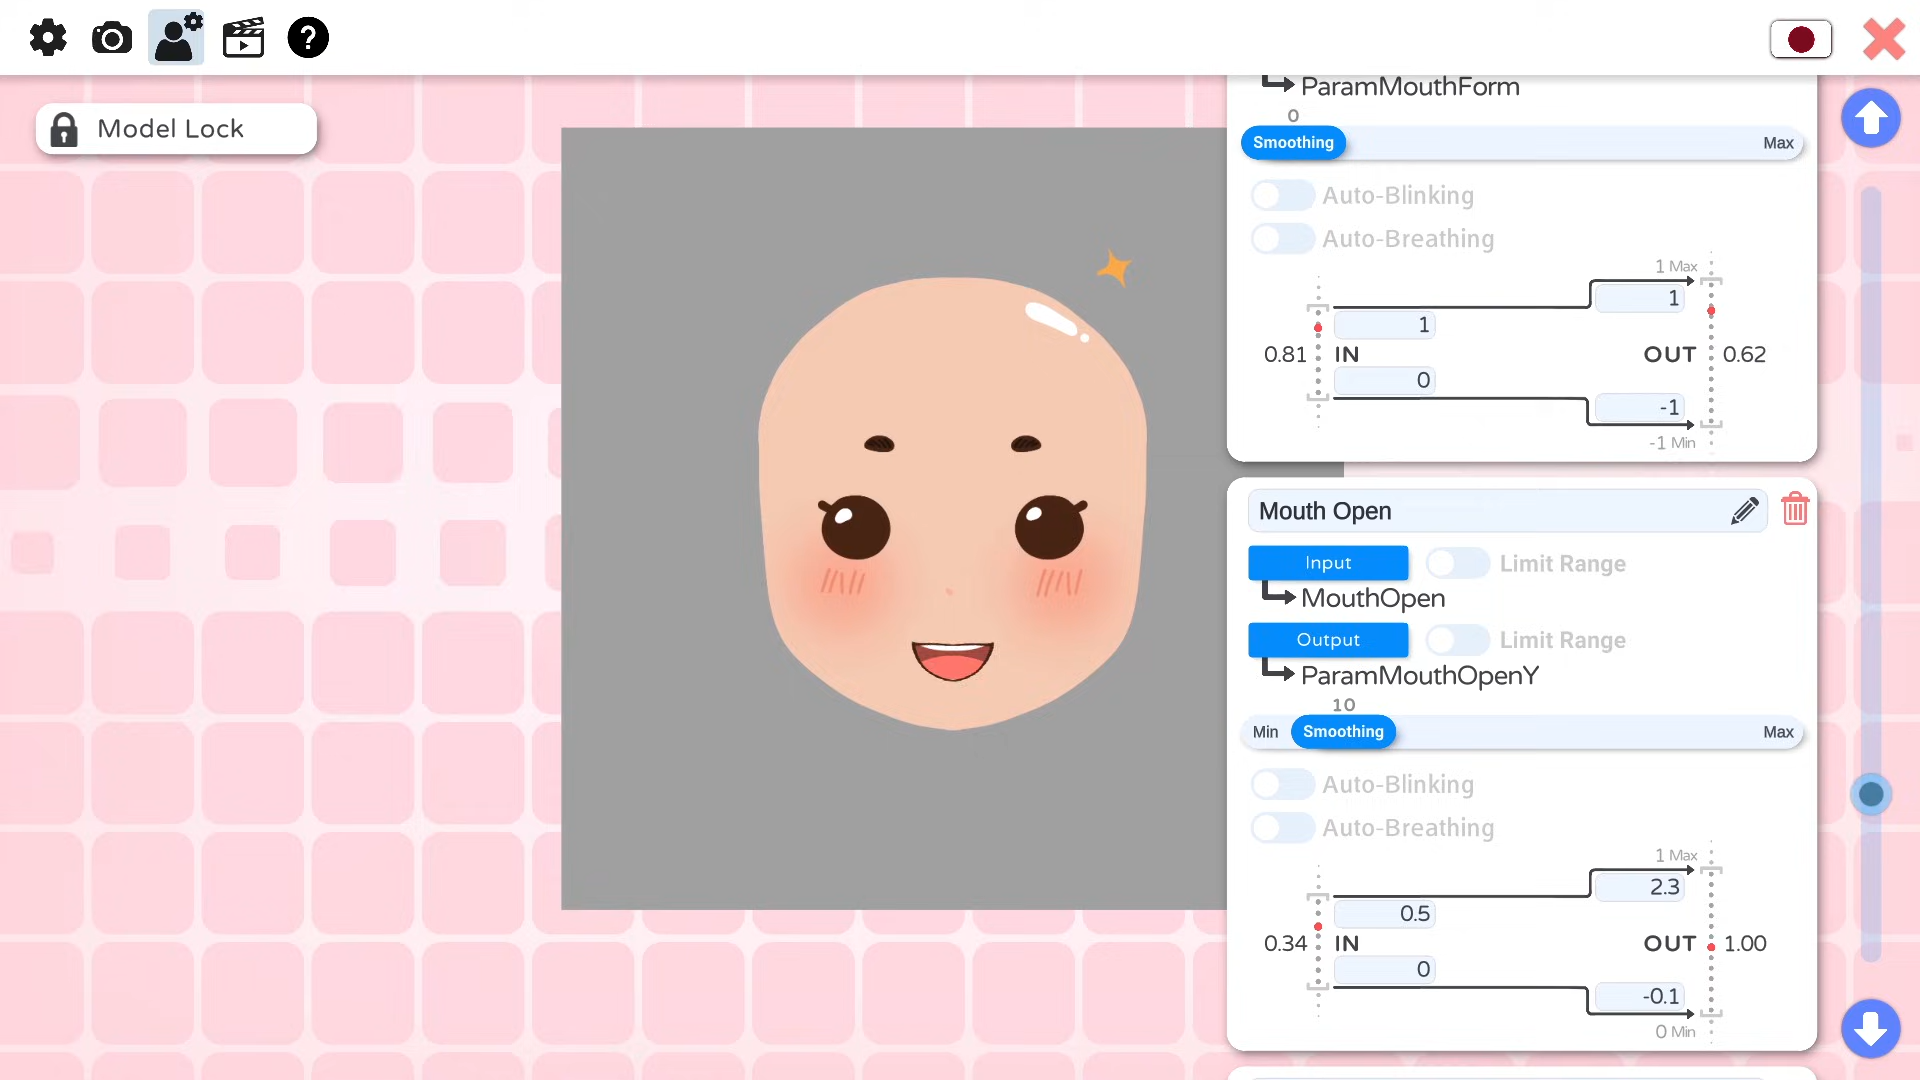 ?
Model Lock
ParamMouthForm
0
Smoothing Max
Auto-Blinking
Auto-Breathing
1 Max
1
1
0.81 IN OUT 0.62
0
-1
-1 Min
Mouth Open
Input Limit Range
MouthOpen
Output Limit Range
ParamMouthOpenY
10
Min Smoothing Max
Auto-Blinking
Auto-Breathing
1 Max
2.3
0.5
0.34 IN OUT 1.00
0
-0.1
0 Min